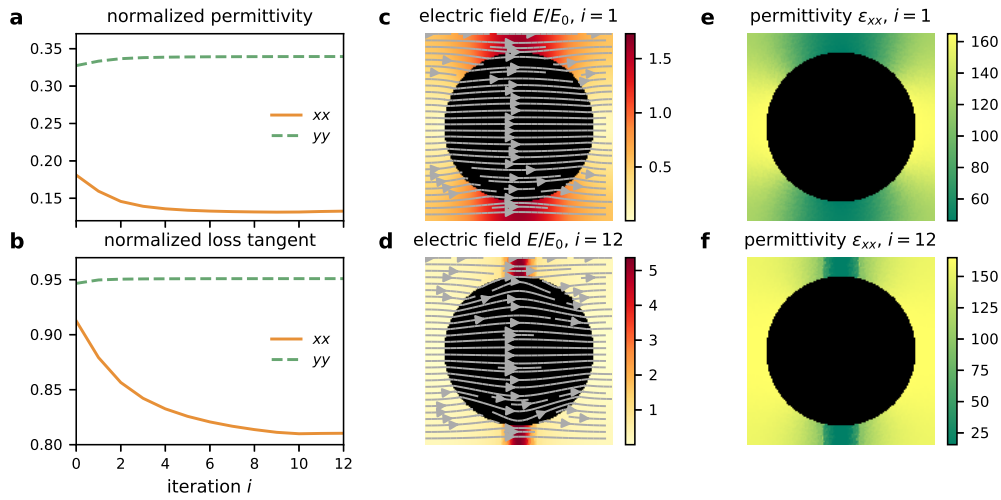 a normalized permittivity
0.35
0.30
0.25
0.20
0.15
xx
yy
b normalized loss tangent
0.95
0.90
0.85
0.80
xx
yy
0 2 4 6 8 10 12
iteration i
c electric field E/E₀, i = 1
1.5
1.0
0.5
d electric field E/E₀, i = 12
5
4
3
2
1
e permittivity εₓₓ, i = 1
160
140
120
100
80
60
f permittivity εₓₓ, i = 12
150
125
100
75
50
25